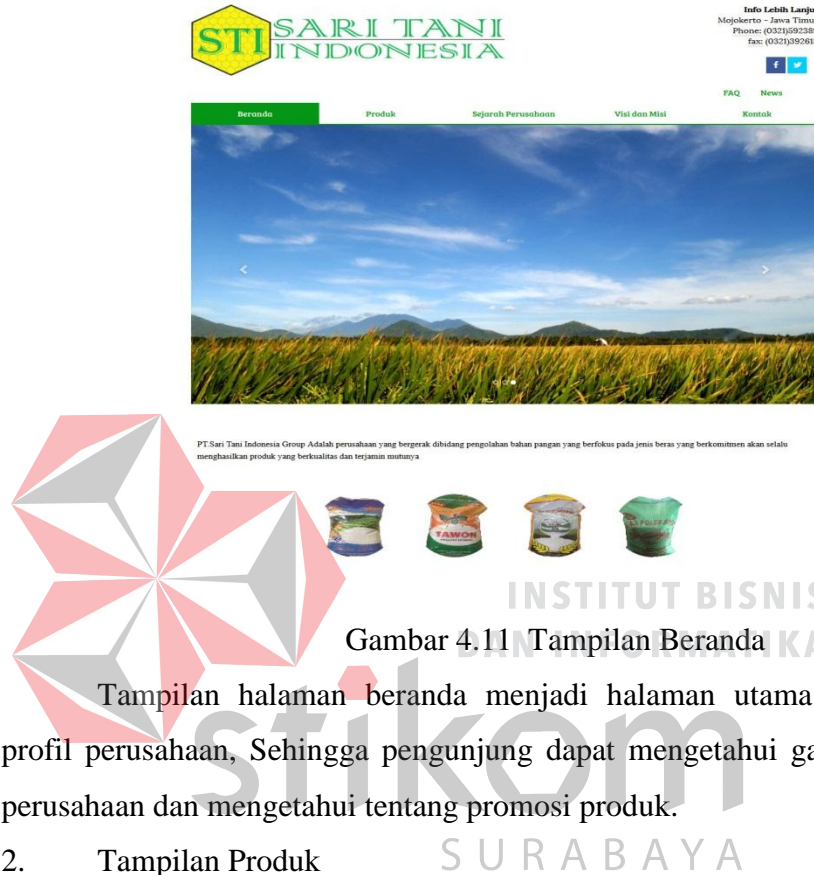 STI SARI TANI
INDONESIA
Info Lebih Lanju
Mojokerto - Jawa Timu
Phone: (0321)592389
fax: (0321)39261
FAQ News
Beranda Produk Sejarah Perusahaan Visi dan Misi Kontak
PT.Sari Tani Indonesia Group Adalah perusahaan yang bergerak dibidang pengolahan bahan pangan yang berfokus pada jenis beras yang berkomitmen akan selalu
menghasilkan produk yang berkualitas dan terjamin mutunya
TAWON
INSTITUT BISNIS
DAN INFORMATIKA
Gambar 4.11 Tampilan Beranda
Tampilan halaman beranda menjadi halaman utama
profil perusahaan, Sehingga pengunjung dapat mengetahui ga
perusahaan dan mengetahui tentang promosi produk.
stikom
SURABAYA
2. Tampilan Produk